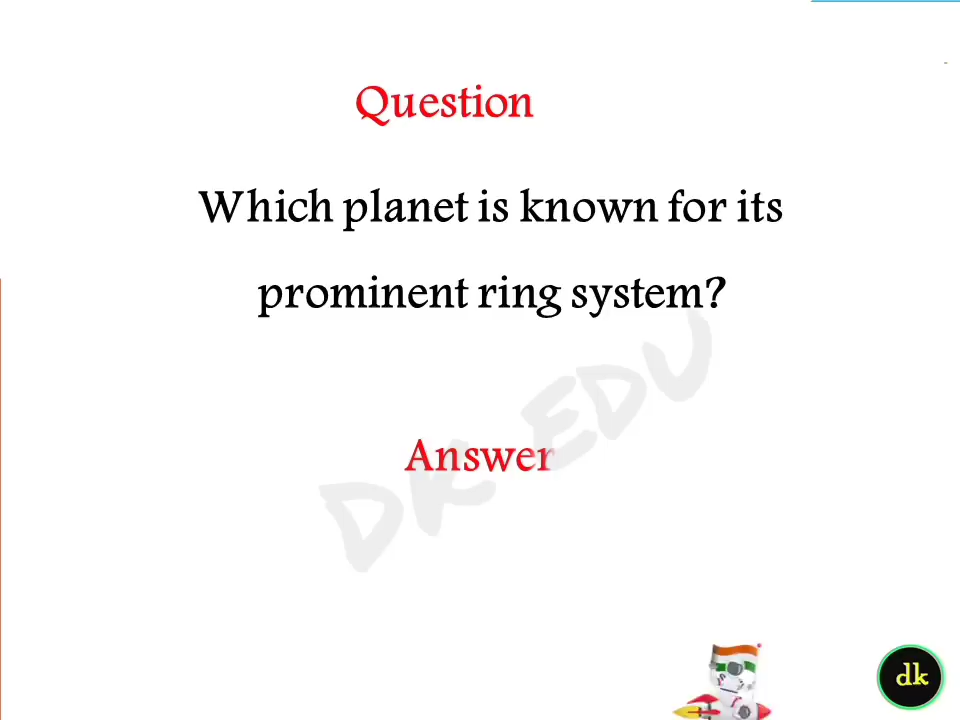 Question
Which planet is known for its
prominent ring system?
DK EDU
Answer
dk